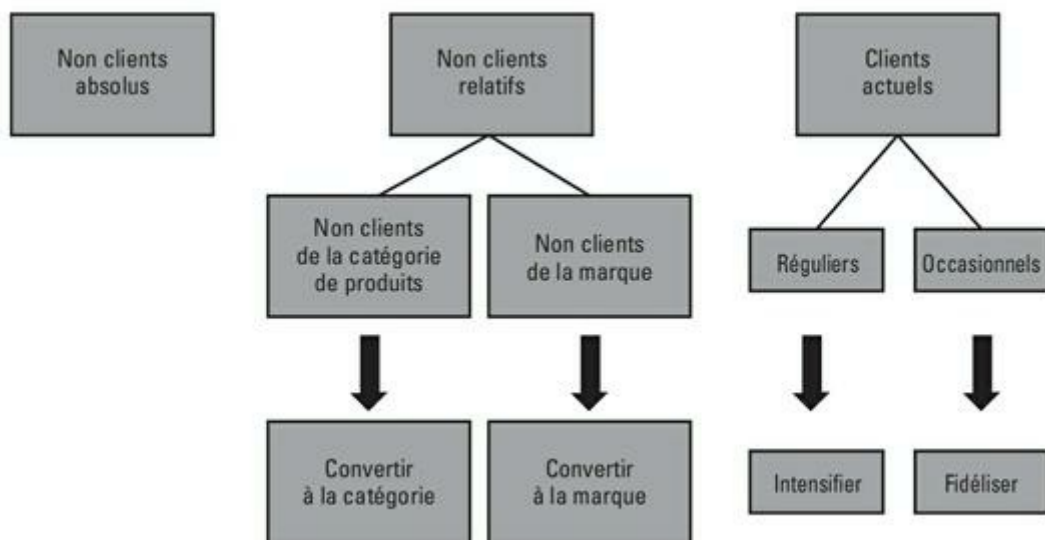 Non clients
absolus
Non clients
relatifs
Clients
actuels
Non clients
de la catégorie
de produits
Non clients
de la marque
Réguliers
Occasionnels
Convertir
à la catégorie
Convertir
à la marque
Intensifier
Fidéliser